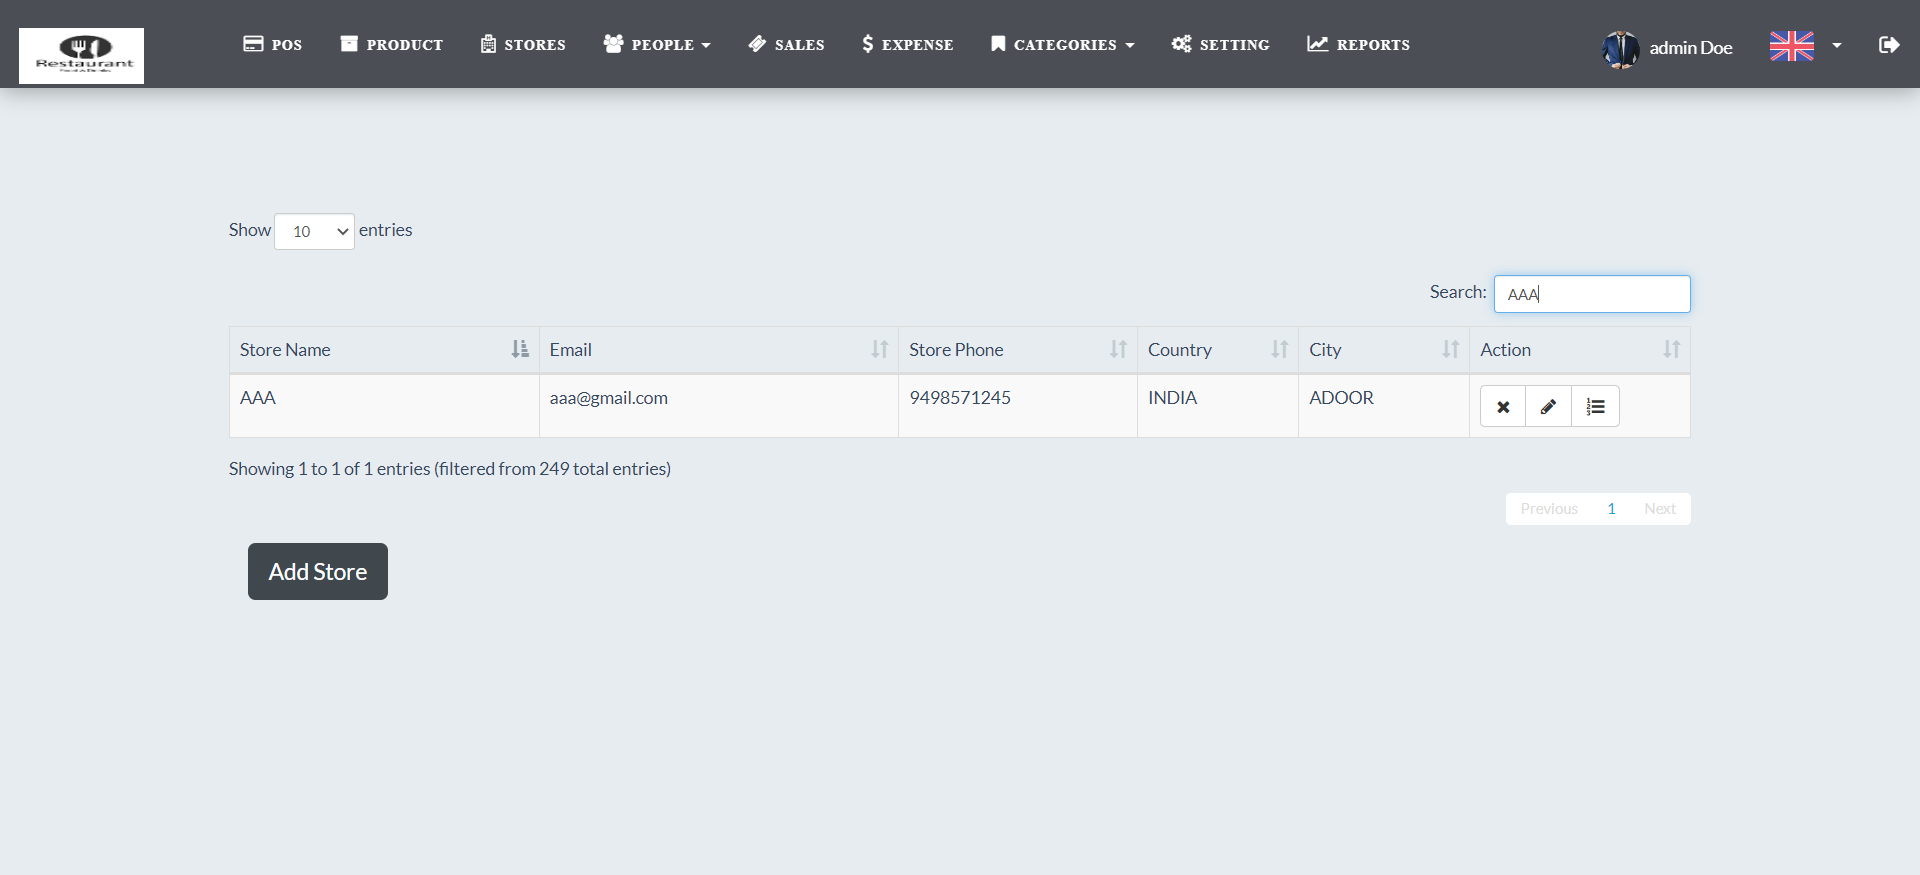 Restaurant
POS PRODUCT STORES PEOPLE SALES EXPENSE CATEGORIES SETTING REPORTS admin Doe
Show 10 entries
Search: AAA
Store Name Email Store Phone Country City Action
AAA aaa@gmail.com 9498571245 INDIA ADOOR
Showing 1 to 1 of 1 entries (filtered from 249 total entries)
Previous 1 Next
Add Store